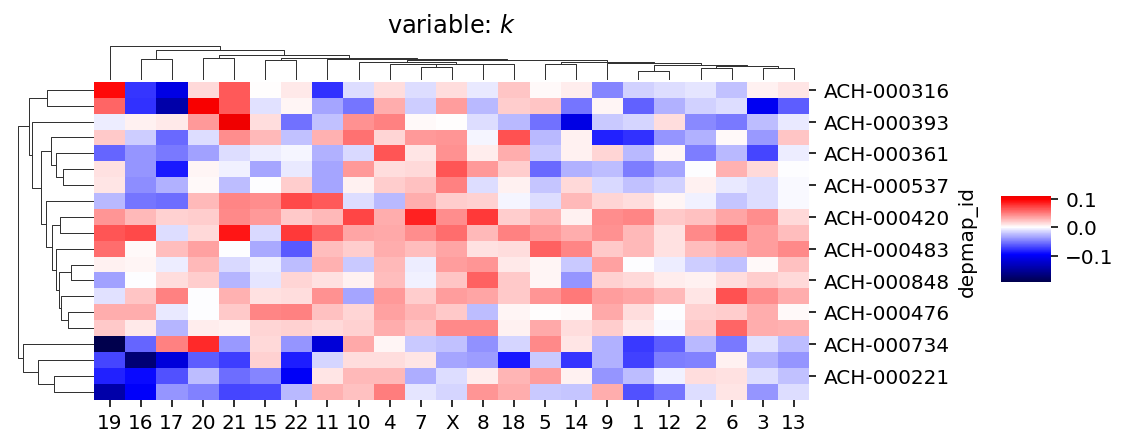 variable: k
ACH-000316
ACH-000393
ACH-000361
ACH-000537
ACH-000420
ACH-000483
ACH-000848
ACH-000476
ACH-000734
ACH-000221
depmap_id
0.1
0.0
−0.1
19 16 17 20 21 15 22 11 10 4 7 X 8 18 5 14 9 1 12 2 6 3 13